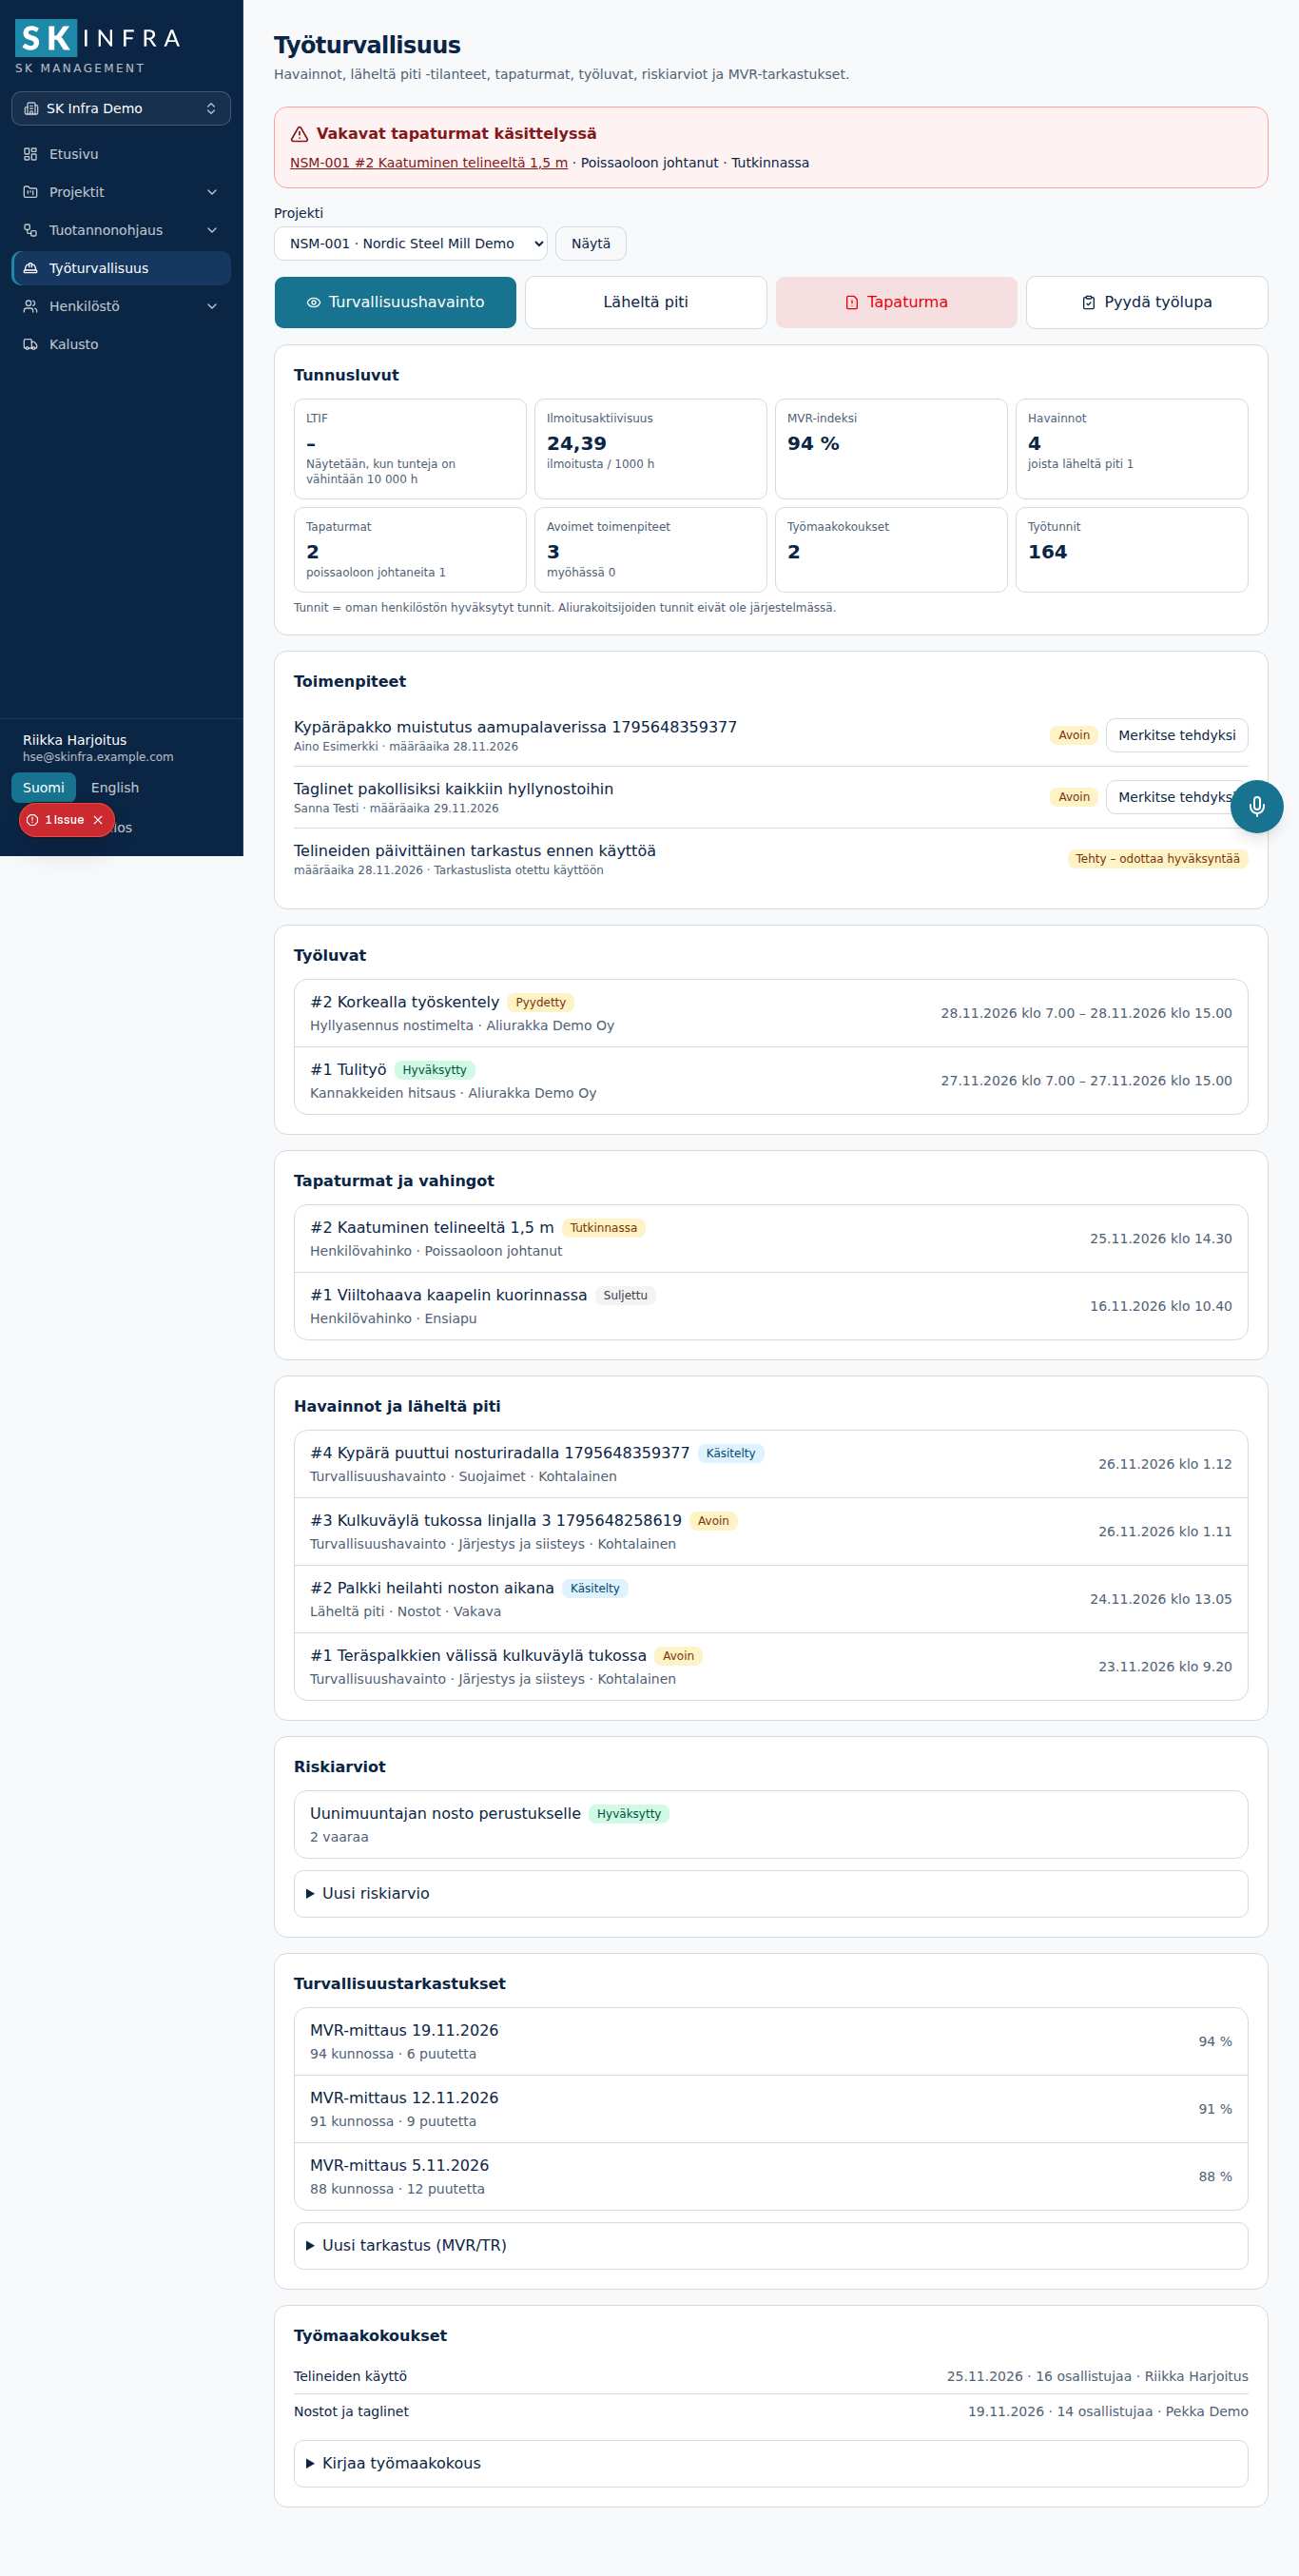 SK INFRA
SK MANAGEMENT
SK Infra Demo
Etusivu
Projektit
Tuotannonohjaus
Työturvallisuus
Henkilöstö
Kalusto
Riikka Harjoitus
hse@skinfra.example.com
Suomi English
1 Issue
Työturvallisuus
Havainnot, läheltä piti -tilanteet, tapaturmat, työluvat, riskiarviot ja MVR-tarkastukset.
Vakavat tapaturmat käsittelyssä
NSM-001 #2 Kaatuminen telineeltä 1,5 m · Poissaoloon johtanut · Tutkinnassa
Projekti
NSM-001 · Nordic Steel Mill Demo Näytä
Turvallisuushavainto Läheltä piti Tapaturma Pyydä työlupa
Tunnusluvut
LTIF
–
Näytetään, kun tunteja on
vähintään 10 000 h
Ilmoitusaktiivisuus
24,39
ilmoitusta / 1000 h
MVR-indeksi
94 %
Havainnot
4
joista läheltä piti 1
Tapaturmat
2
poissaoloon johtaneita 1
Avoimet toimenpiteet
3
myöhässä 0
Työmaakokoukset
2
Työtunnit
164
Tunnit = oman henkilöstön hyväksytyt tunnit. Aliurakoitsijoiden tunnit eivät ole järjestelmässä.
Toimenpiteet
Kypäräpakko muistutus aamupalaverissa 1795648359377
Aino Esimerkki · määräaika 28.11.2026
Avoin Merkitse tehdyksi
Taglinet pakollisiksi kaikkiin hyllynostoihin
Sanna Testi · määräaika 29.11.2026
Avoin Merkitse tehdyksi
Telineiden päivittäinen tarkastus ennen käyttöä
määräaika 28.11.2026 · Tarkastuslista otettu käyttöön
Tehty – odottaa hyväksyntää
Työluvat
#2 Korkealla työskentely Pyydetty
Hyllyasennus nostimelta · Aliurakka Demo Oy
28.11.2026 klo 7.00 – 28.11.2026 klo 15.00
#1 Tulityö Hyväksytty
Kannakkeiden hitsaus · Aliurakka Demo Oy
27.11.2026 klo 7.00 – 27.11.2026 klo 15.00
Tapaturmat ja vahingot
#2 Kaatuminen telineeltä 1,5 m Tutkinnassa
Henkilövahinko · Poissaoloon johtanut
25.11.2026 klo 14.30
#1 Viiltohaava kaapelin kuorinnassa Suljettu
Henkilövahinko · Ensiapu
16.11.2026 klo 10.40
Havainnot ja läheltä piti
#4 Kypärä puuttui nosturiradalla 1795648359377 Käsitelty
Turvallisuushavainto · Suojaimet · Kohtalainen
26.11.2026 klo 1.12
#3 Kulkuväylä tukossa linjalla 3 1795648258619 Avoin
Turvallisuushavainto · Järjestys ja siisteys · Kohtalainen
26.11.2026 klo 1.11
#2 Palkki heilahti noston aikana Käsitelty
Läheltä piti · Nostot · Vakava
24.11.2026 klo 13.05
#1 Teräspalkkien välissä kulkuväylä tukossa Avoin
Turvallisuushavainto · Järjestys ja siisteys · Kohtalainen
23.11.2026 klo 9.20
Riskiarviot
Uunimuuntajan nosto perustukselle Hyväksytty
2 vaaraa
Uusi riskiarvio
Turvallisuustarkastukset
MVR-mittaus 19.11.2026
94 kunnossa · 6 puutetta
94 %
MVR-mittaus 12.11.2026
91 kunnossa · 9 puutetta
91 %
MVR-mittaus 5.11.2026
88 kunnossa · 12 puutetta
88 %
Uusi tarkastus (MVR/TR)
Työmaakokoukset
Telineiden käyttö 25.11.2026 · 16 osallistujaa · Riikka Harjoitus
Nostot ja taglinet 19.11.2026 · 14 osallistujaa · Pekka Demo
Kirjaa työmaakokous